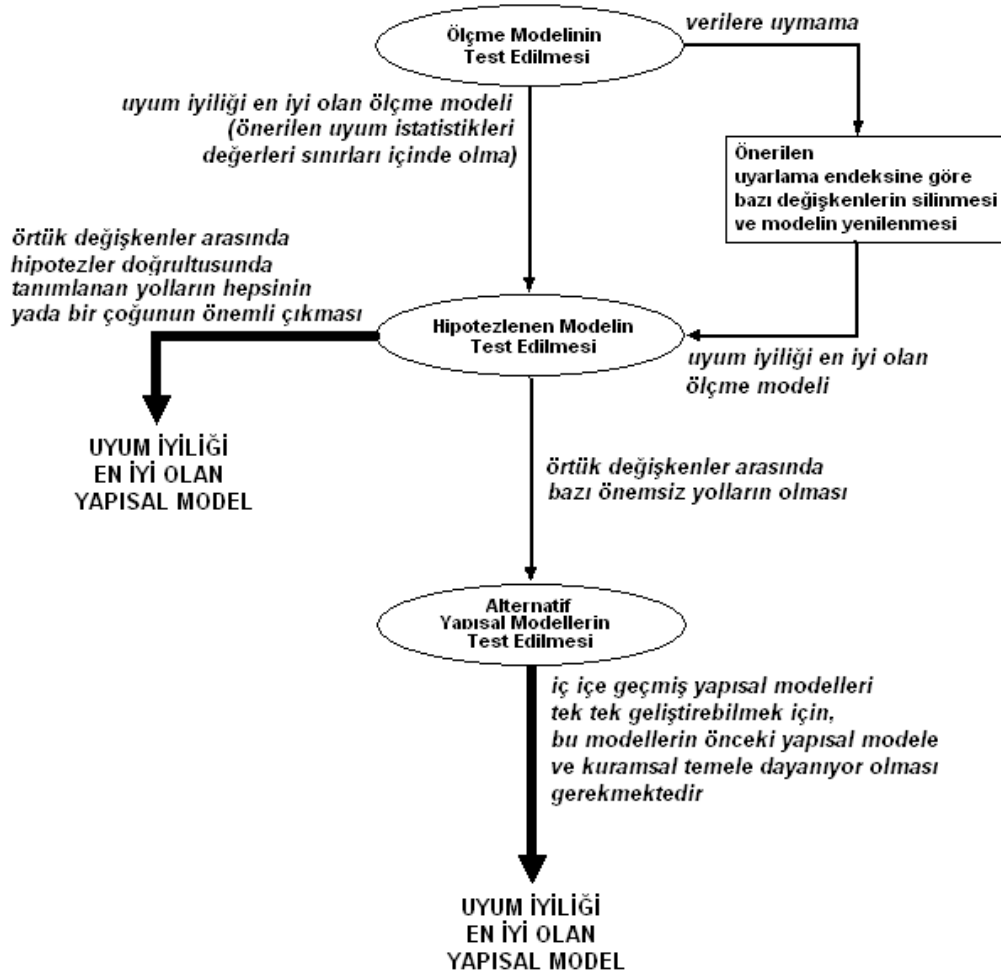 Ölçme Modelinin
Test Edilmesi
verilere uymama
uyum iyiliği en iyi olan ölçme modeli
(önerilen uyum istatistikleri
değerleri sınırları içinde olma)
Önerilen
uyarlama endeksine göre
bazı değişkenlerin silinmesi
ve modelin yenilenmesi
örtük değişkenler arasında
hipotezler doğrultusunda
tanımlanan yolların hepsinin
yada bir çoğunun önemli çıkması
Hipotezlenen Modelin
Test Edilmesi
uyum iyiliği en iyi olan
ölçme modeli
UYUM İYİLİĞİ
EN İYİ OLAN
YAPISAL MODEL
örtük değişkenler arasında
bazı önemsiz yolların olması
Alternatif
Yapısal Modellerin
Test Edilmesi
iç içe geçmiş yapısal modelleri
tek tek geliştirebilmek için,
bu modellerin önceki yapısal modele
ve kuramsal temele dayanıyor olması
gerekmektedir
UYUM İYİLİĞİ
EN İYİ OLAN
YAPISAL MODEL